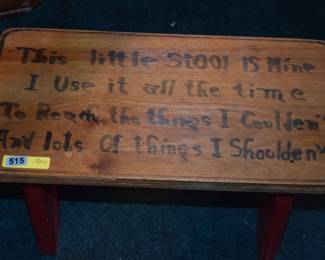 This little StOOl IS Mine
I Use it all the time
To Reach the things I Coulden't
And lots Of things I Shoulden't
515